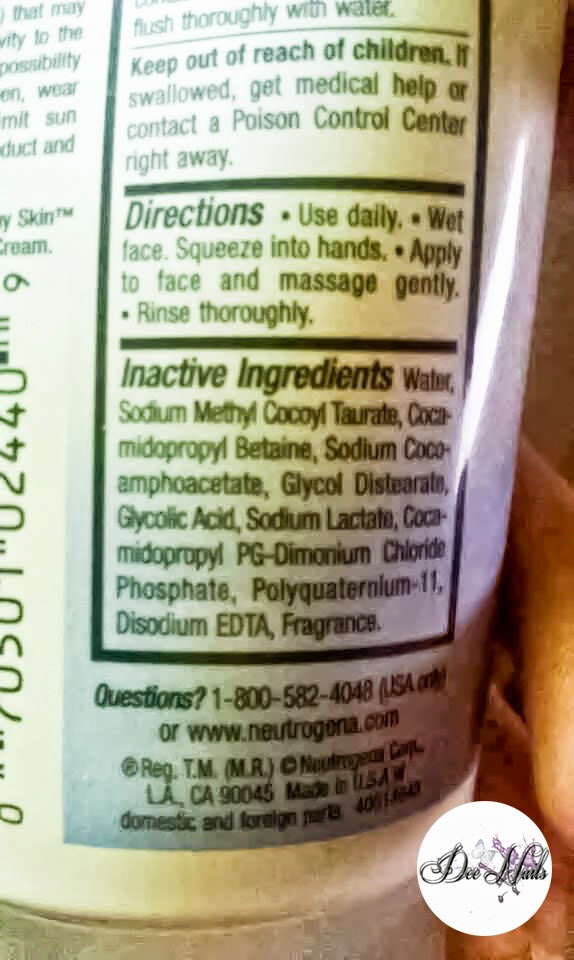 ) that may
vity to the
possibility
en, wear
imit sun
duct and
y Skin™
Cream.
flush thoroughly with water.
Keep out of reach of children. If
swallowed, get medical help or
contact a Poison Control Center
right away.
Directions • Use daily. • Wet
face. Squeeze into hands. • Apply
to face and massage gently.
• Rinse thoroughly.
Inactive Ingredients Water,
Sodium Methyl Cocoyl Taurate, Coca-
midopropyl Betaine, Sodium Coco-
amphoacetate, Glycol Distearate,
Glycolic Acid, Sodium Lactate, Coca-
midopropyl PG-Dimonium Chloride
Phosphate, Polyquaternium-11,
Disodium EDTA, Fragrance.
Questions? 1-800-582-4048 (USA only)
or www.neutrogena.com
®Reg. T.M. (M.R.) © Neutrogena Corp.,
L.A., CA 90045 Made in U.S.A.
domestic and foreign parts
70501 02440 9
Dee Nails